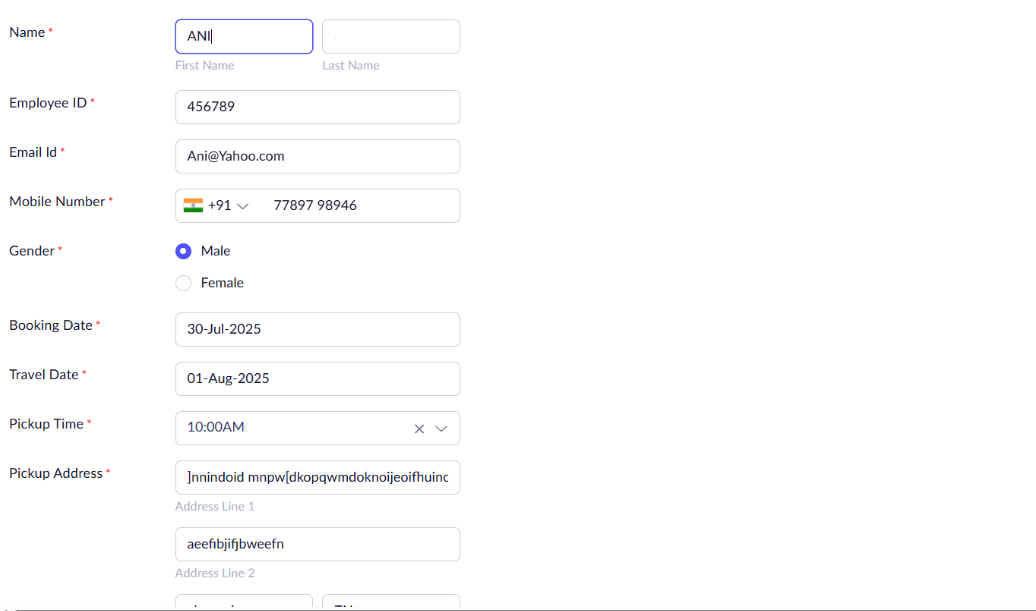 Name *
ANI
First Name Last Name
Employee ID *
456789
Email Id *
Ani@Yahoo.com
Mobile Number *
+91 77897 98946
Gender *
Male
Female
Booking Date *
30-Jul-2025
Travel Date *
01-Aug-2025
Pickup Time *
10:00AM
Pickup Address *
]nnindoid mnpw[dkopqwmdoknoijeoifhuinc
Address Line 1
aeefibjifjbweefn
Address Line 2